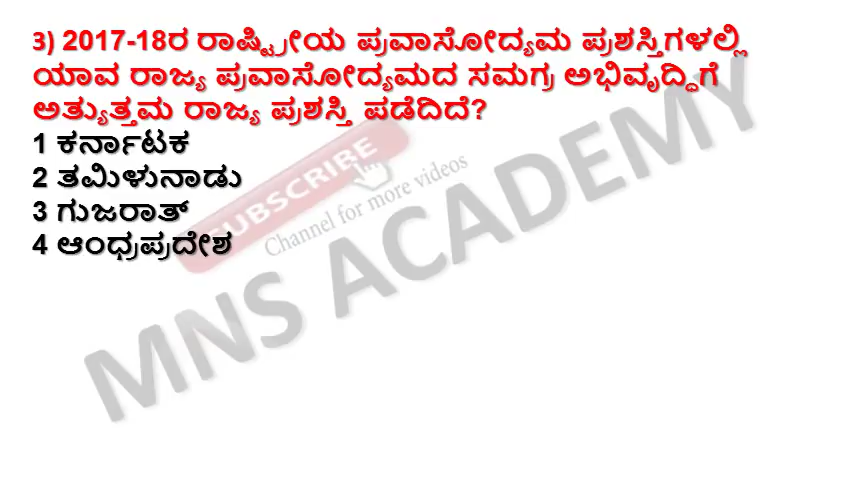 3) 2017-18ರ ರಾಷ್ಟ್ರೀಯ ಪ್ರವಾಸೋದ್ಯಮ ಪ್ರಶಸ್ತಿಗಳಲ್ಲಿ
ಯಾವ ರಾಜ್ಯ ಪ್ರವಾಸೋದ್ಯಮದ ಸಮಗ್ರ ಅಭಿವೃದ್ಧಿಗೆ
ಅತ್ಯುತ್ತಮ ರಾಜ್ಯ ಪ್ರಶಸ್ತಿ ಪಡೆದಿದೆ?
1 ಕರ್ನಾಟಕ
2 ತಮಿಳುನಾಡು
3 ಗುಜರಾತ್
4 ಆಂಧ್ರಪ್ರದೇಶ
SUBSCRIBE
Channel for more videos
MNS ACADEMY